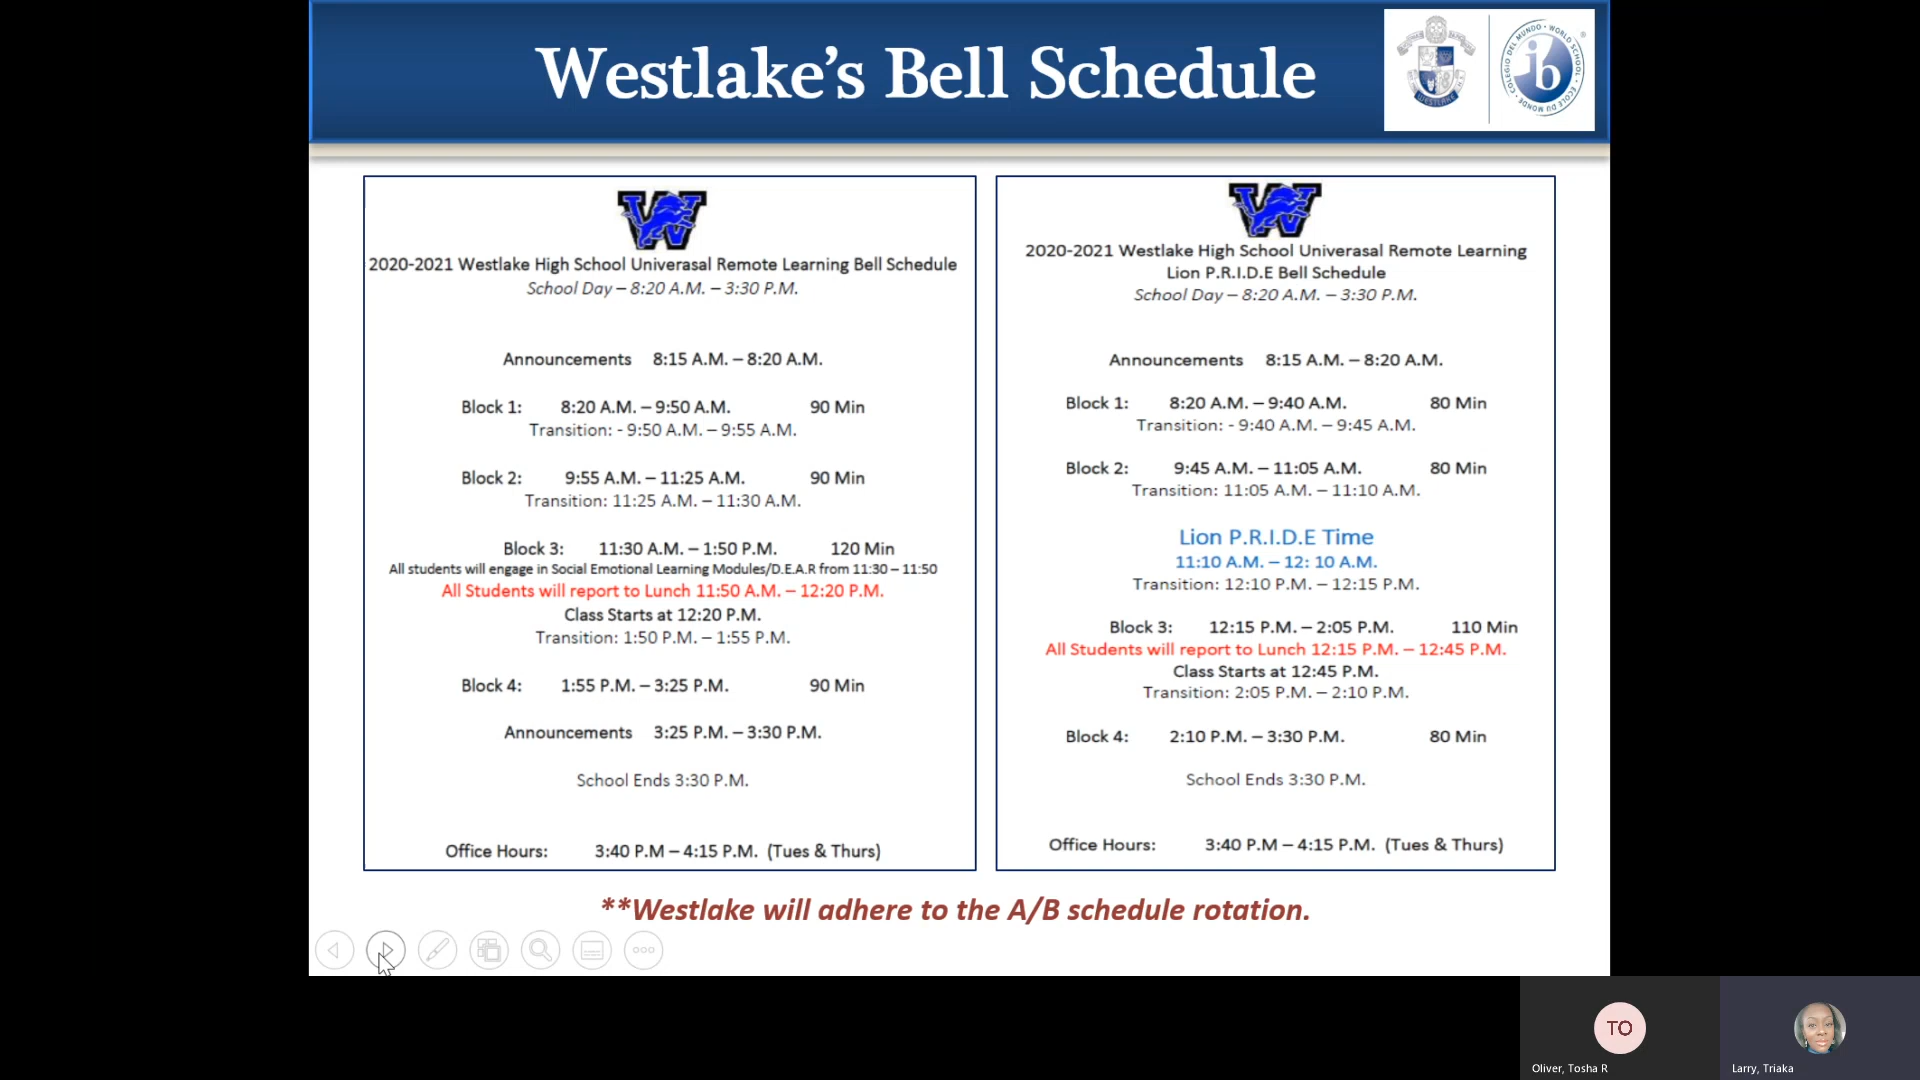 Westlake's Bell Schedule
WESTLAKE
COLEGIO DEL MUNDO · WORLD SCHOOL · ECOLE DU MONDE ·
ib
®
W
2020-2021 Westlake High School Univerasal Remote Learning Bell Schedule
School Day – 8:20 A.M. – 3:30 P.M.
Announcements 8:15 A.M. – 8:20 A.M.
Block 1: 8:20 A.M. – 9:50 A.M. 90 Min
Transition: - 9:50 A.M. – 9:55 A.M.
Block 2: 9:55 A.M. – 11:25 A.M. 90 Min
Transition: 11:25 A.M. – 11:30 A.M.
Block 3: 11:30 A.M. – 1:50 P.M. 120 Min
All students will engage in Social Emotional Learning Modules/D.E.A.R from 11:30 – 11:50
All Students will report to Lunch 11:50 A.M. – 12:20 P.M.
Class Starts at 12:20 P.M.
Transition: 1:50 P.M. – 1:55 P.M.
Block 4: 1:55 P.M. – 3:25 P.M. 90 Min
Announcements 3:25 P.M. – 3:30 P.M.
School Ends 3:30 P.M.
Office Hours: 3:40 P.M – 4:15 P.M. (Tues & Thurs)
W
2020-2021 Westlake High School Univerasal Remote Learning
Lion P.R.I.D.E Bell Schedule
School Day – 8:20 A.M. – 3:30 P.M.
Announcements 8:15 A.M. – 8:20 A.M.
Block 1: 8:20 A.M. – 9:40 A.M. 80 Min
Transition: - 9:40 A.M. – 9:45 A.M.
Block 2: 9:45 A.M. – 11:05 A.M. 80 Min
Transition: 11:05 A.M. – 11:10 A.M.
Lion P.R.I.D.E Time
11:10 A.M. – 12: 10 A.M.
Transition: 12:10 P.M. – 12:15 P.M.
Block 3: 12:15 P.M. – 2:05 P.M. 110 Min
All Students will report to Lunch 12:15 P.M. – 12:45 P.M.
Class Starts at 12:45 P.M.
Transition: 2:05 P.M. – 2:10 P.M.
Block 4: 2:10 P.M. – 3:30 P.M. 80 Min
School Ends 3:30 P.M.
Office Hours: 3:40 P.M – 4:15 P.M. (Tues & Thurs)
**Westlake will adhere to the A/B schedule rotation.
TO
Oliver, Tosha R
Larry, Triaka